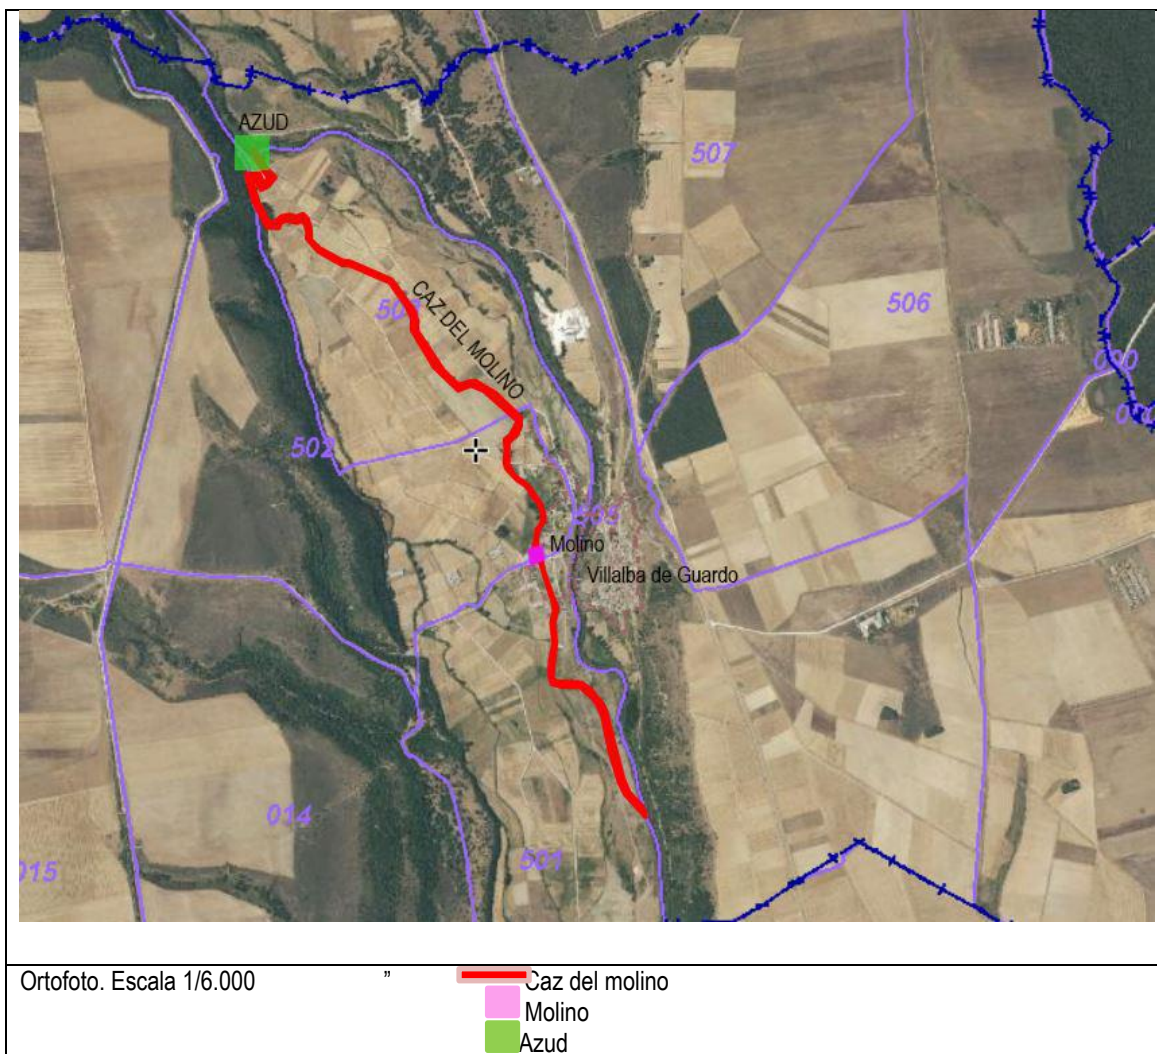 AZUD
507
CAZ DEL MOLINO
506
000
502
Molino
Villalba de Guardo
014
015
501
Ortofoto. Escala 1/6.000 ” Caz del molino
Molino
Azud